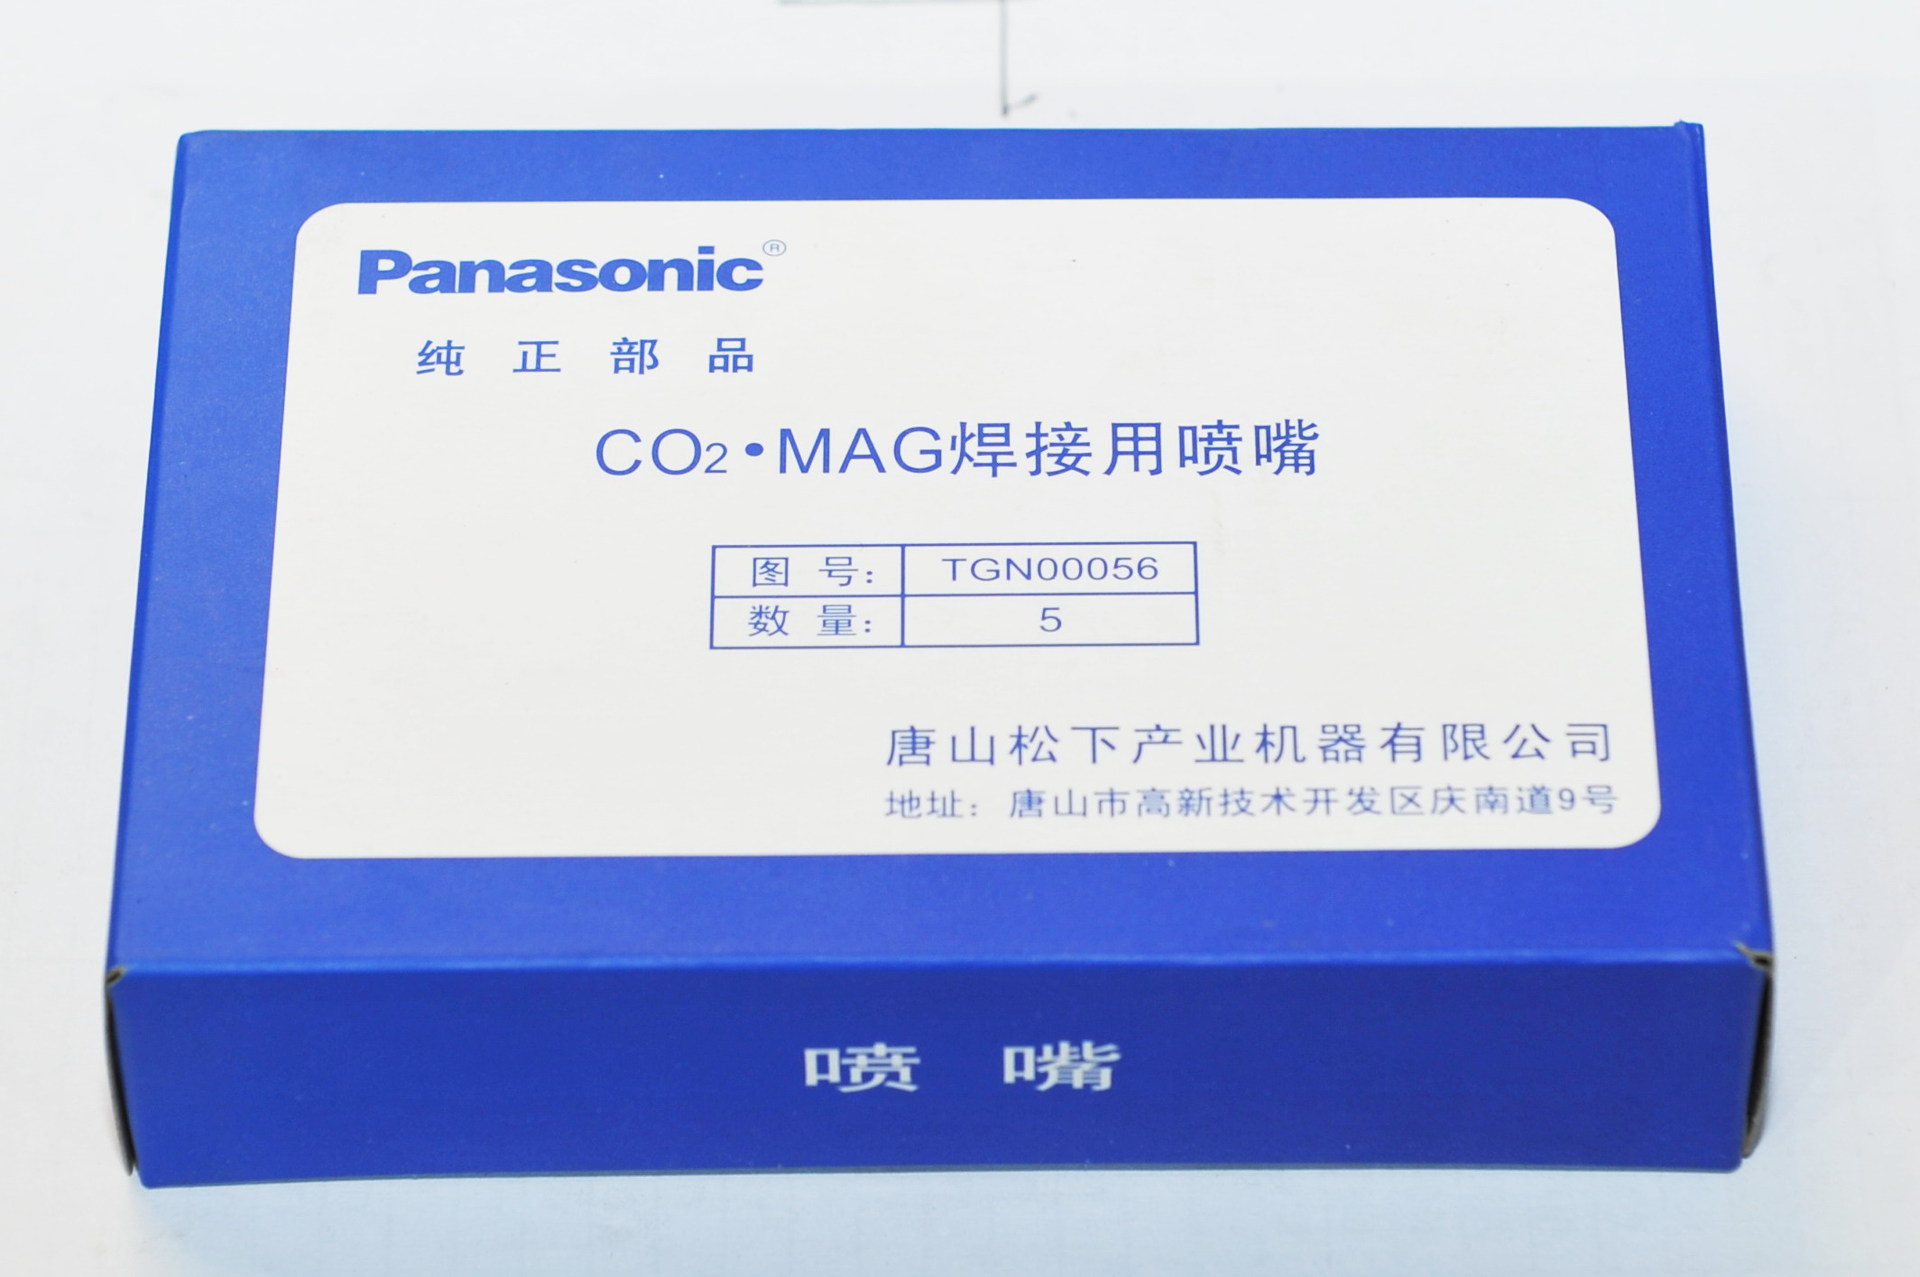 Panasonic®
纯正部品
CO₂·MAG焊接用喷嘴
图号： TGN00056
数量： 5
唐山松下产业机器有限公司
地址：唐山市高新技术开发区庆南道9号
喷嘴